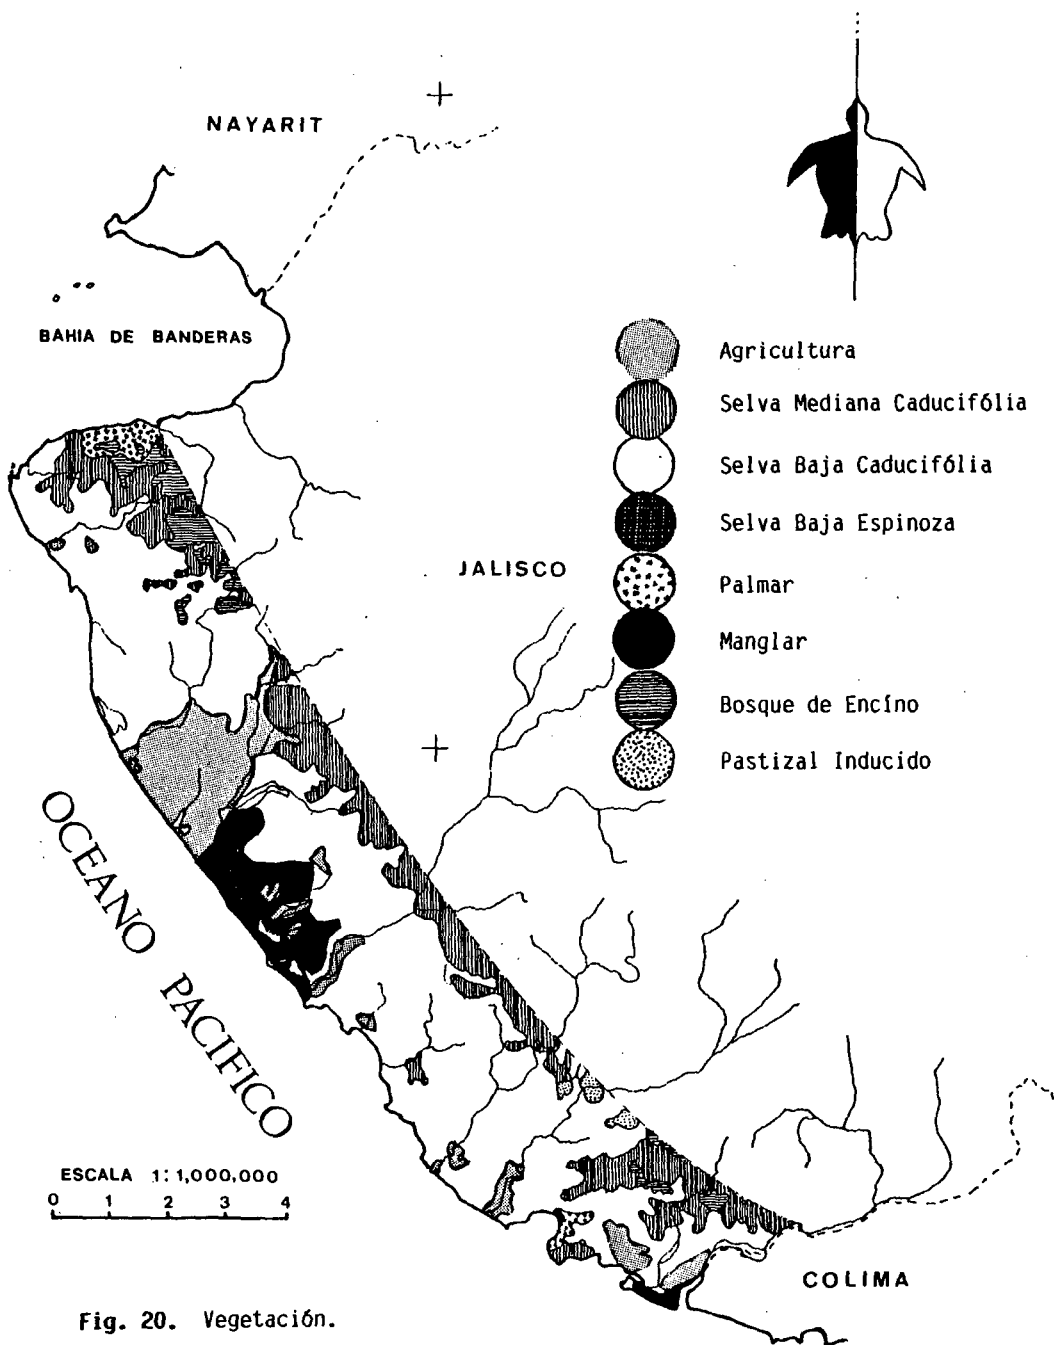 NAYARIT
BAHIA DE BANDERAS
Agricultura
Selva Mediana Caducifólia
Selva Baja Caducifólia
Selva Baja Espinoza
JALISCO
Palmar
Manglar
Bosque de Encíno
Pastizal Inducido
OCEANO PACIFICO
ESCALA 1:1,000,000
0 1 2 3 4
COLIMA
Fig. 20. Vegetación.